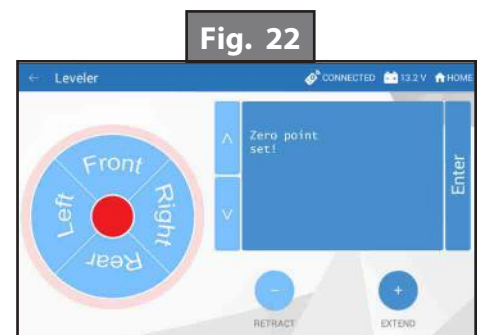 Fig. 22
← Leveler CONNECTED 13.2 V HOME
Front
Left
Right
Rear
Zero point
set!
Enter
RETRACT
EXTEND